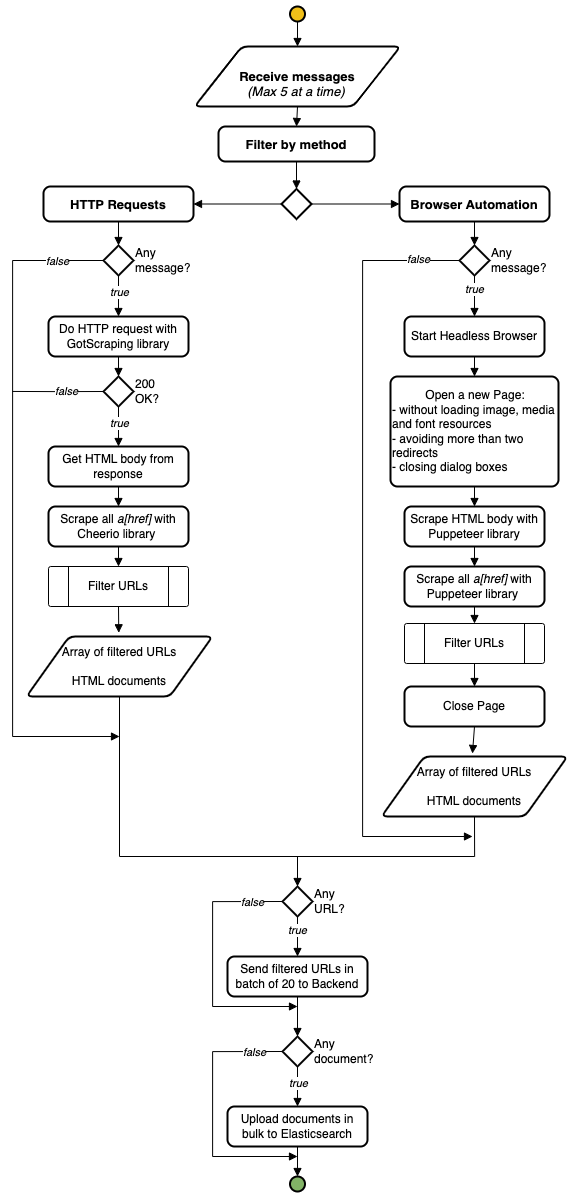 Receive messages
(Max 5 at a time)
Filter by method
HTTP Requests
Browser Automation
Any
message?
false
true
Do HTTP request with
GotScraping library
200
OK?
false
true
Get HTML body from
response
Scrape all a[href] with
Cheerio library
Filter URLs
Array of filtered URLs
HTML documents
Any
message?
false
true
Start Headless Browser
Open a new Page:
- without loading image, media
and font resources
- avoiding more than two
redirects
- closing dialog boxes
Scrape HTML body with
Puppeteer library
Scrape all a[href] with
Puppeteer library
Filter URLs
Close Page
Array of filtered URLs
HTML documents
Any
URL?
false
true
Send filtered URLs in
batch of 20 to Backend
Any
document?
false
true
Upload documents in
bulk to Elasticsearch